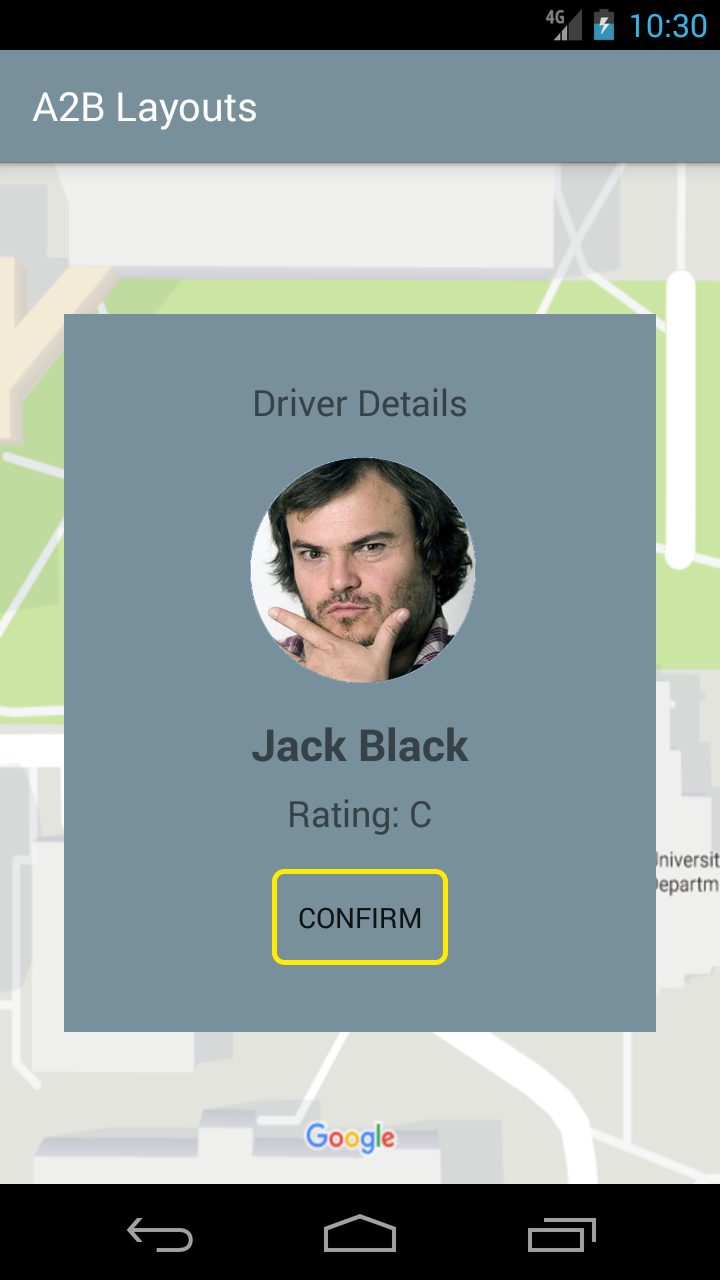 4G 10:30
A2B Layouts
Driver Details
Jack Black
Rating: C
CONFIRM
Google